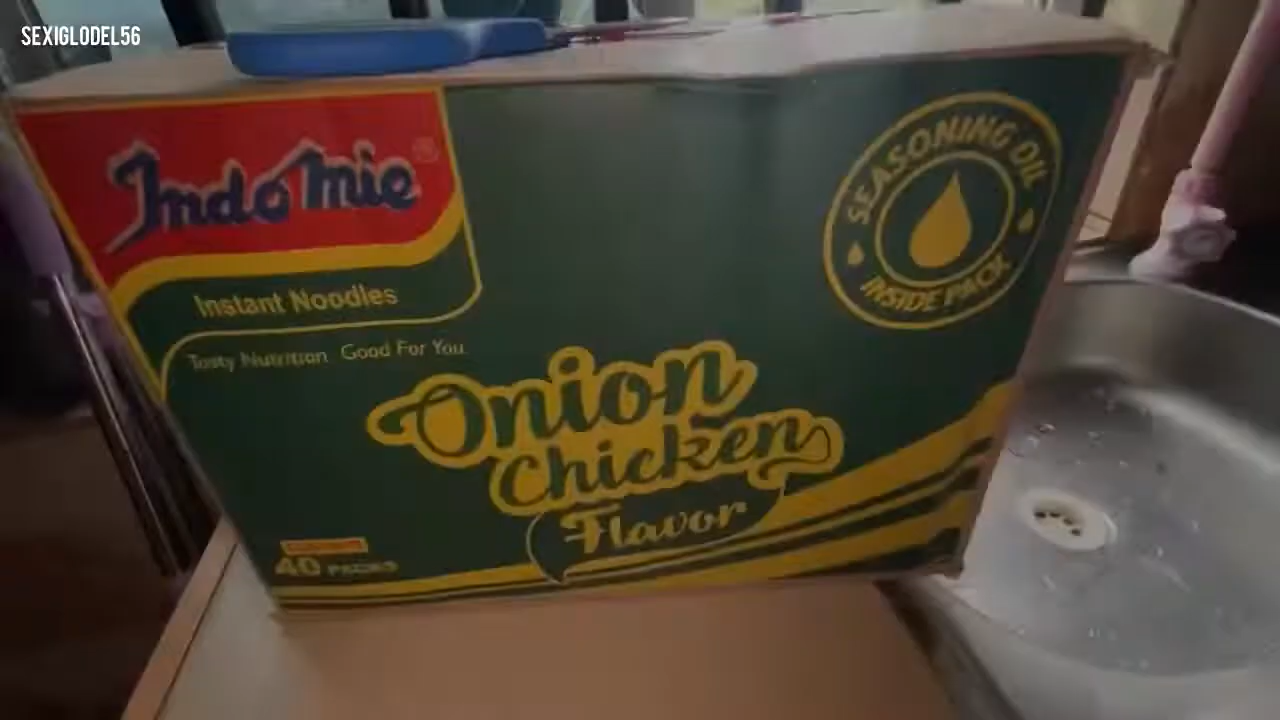 SEXIGLODEL56
Indomie®
Instant Noodles
Tasty Nutrition Good For You
SEASONING OIL
INSIDE PACK
Onion
Chicken
Flavor
40 PACKS